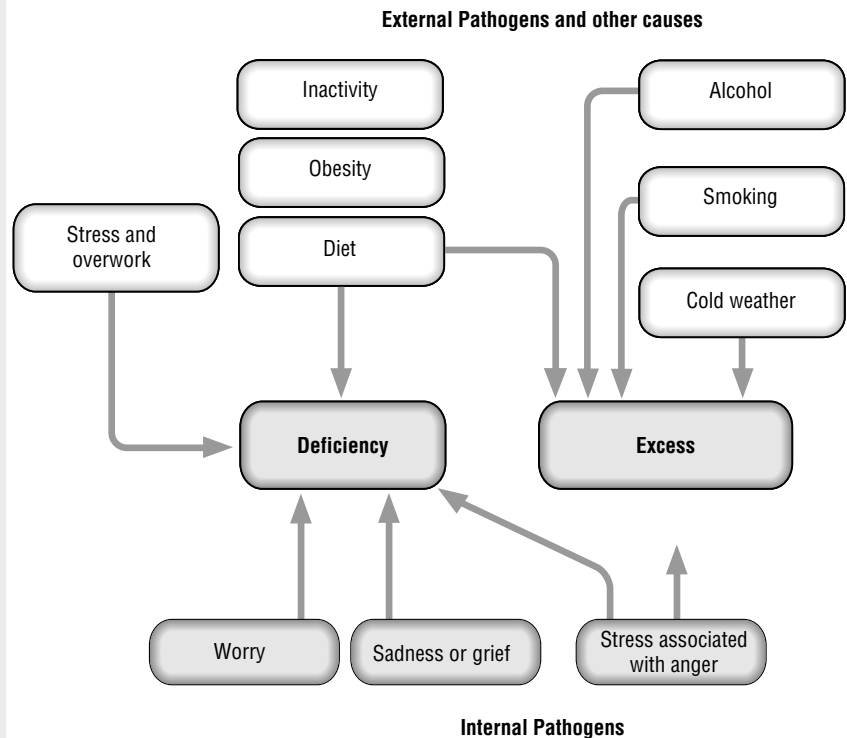 External Pathogens and other causes
Inactivity
Alcohol
Obesity
Smoking
Stress and
overwork
Diet
Cold weather
Deficiency
Excess
Worry
Sadness or grief
Stress associated
with anger
Internal Pathogens